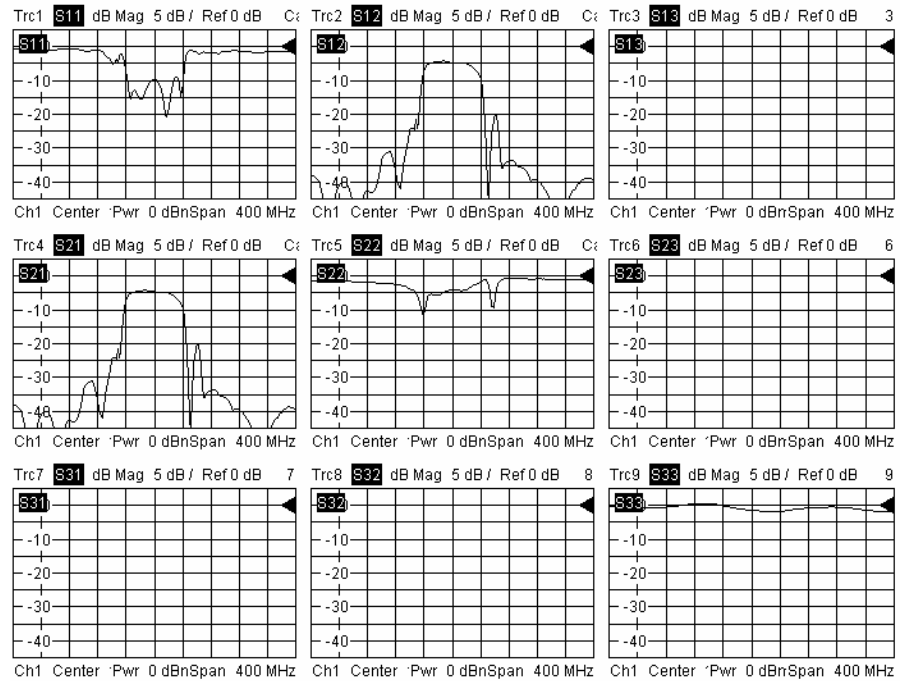 Trc1 S11 dB Mag 5 dB / Ref 0 dB Ca
Trc2 S12 dB Mag 5 dB / Ref 0 dB Ca
Trc3 S13 dB Mag 5 dB / Ref 0 dB 3
S11
-10
-20
-30
-40
S12
-10
-20
-30
-40
S13
-10
-20
-30
-40
Ch1 Center Pwr 0 dBm Span 400 MHz
Ch1 Center Pwr 0 dBm Span 400 MHz
Ch1 Center Pwr 0 dBm Span 400 MHz
Trc4 S21 dB Mag 5 dB / Ref 0 dB Ca
Trc5 S22 dB Mag 5 dB / Ref 0 dB Ca
Trc6 S23 dB Mag 5 dB / Ref 0 dB 6
S21
-10
-20
-30
-40
S22
-10
-20
-30
-40
S23
-10
-20
-30
-40
Ch1 Center Pwr 0 dBm Span 400 MHz
Ch1 Center Pwr 0 dBm Span 400 MHz
Ch1 Center Pwr 0 dBm Span 400 MHz
Trc7 S31 dB Mag 5 dB / Ref 0 dB 7
Trc8 S32 dB Mag 5 dB / Ref 0 dB 8
Trc9 S33 dB Mag 5 dB / Ref 0 dB 9
S31
-10
-20
-30
-40
S32
-10
-20
-30
-40
S33
-10
-20
-30
-40
Ch1 Center Pwr 0 dBm Span 400 MHz
Ch1 Center Pwr 0 dBm Span 400 MHz
Ch1 Center Pwr 0 dBm Span 400 MHz